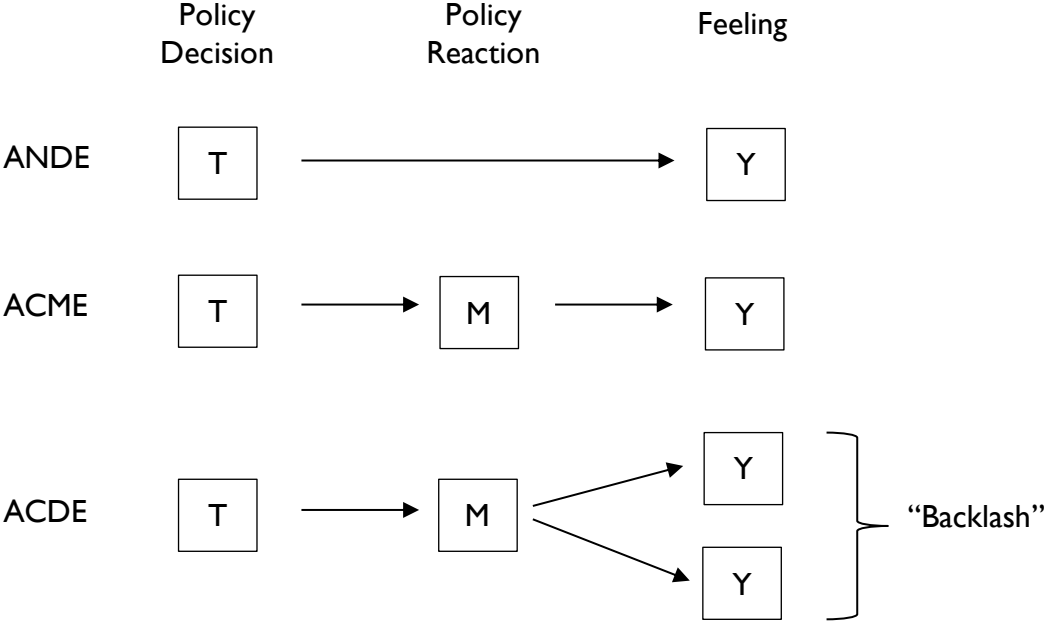 Policy
Decision
Policy
Reaction
Feeling
ANDE
T
Y
ACME
T
M
Y
ACDE
T
M
Y
Y
“Backlash”